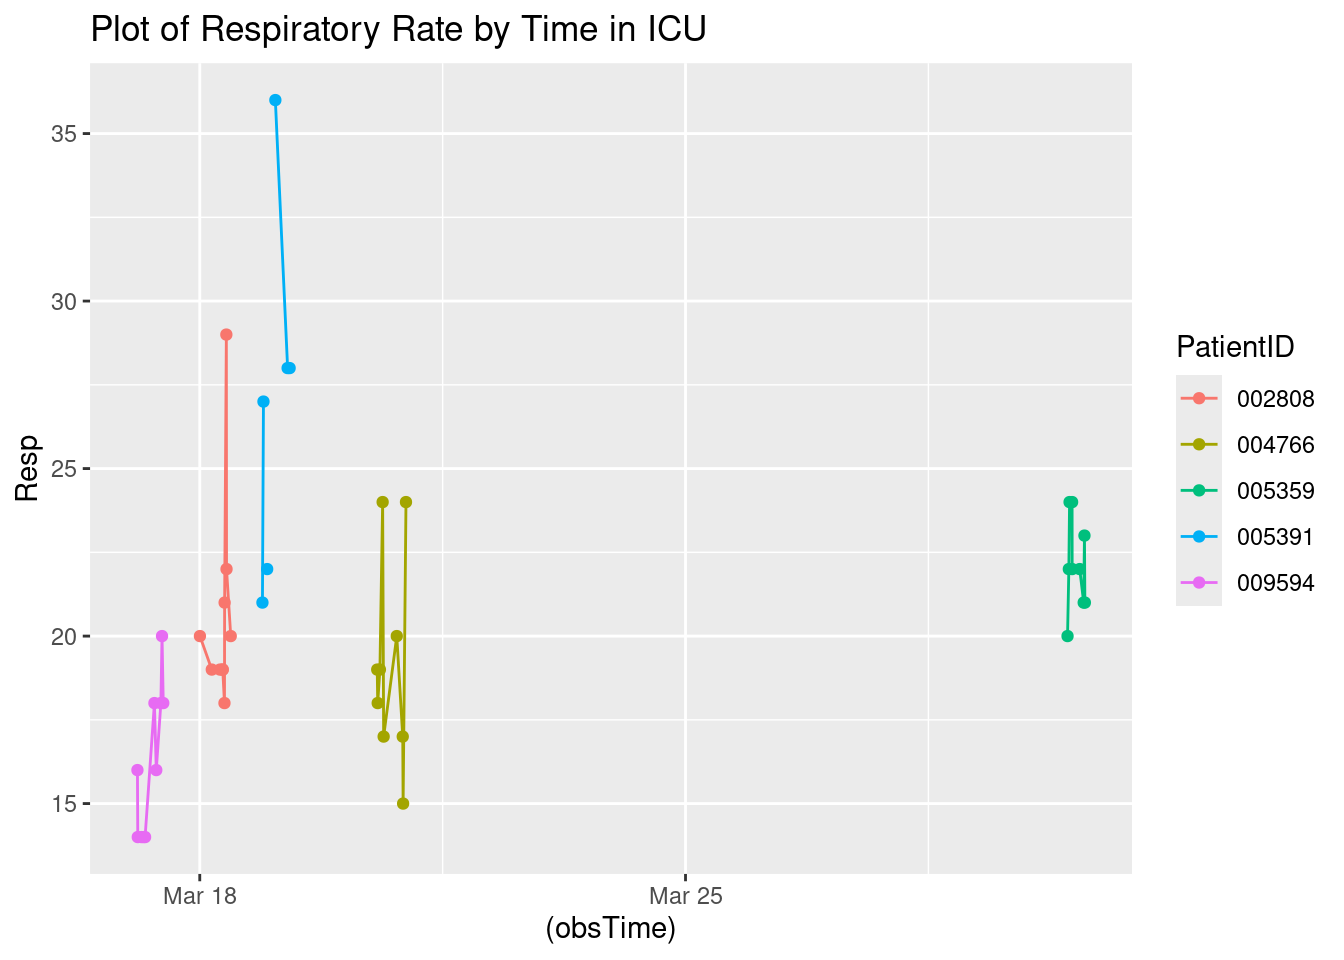 Plot of Respiratory Rate by Time in ICU
35
30
25
20
15
Resp
Mar 18
Mar 25
(obsTime)
PatientID
002808
004766
005359
005391
009594